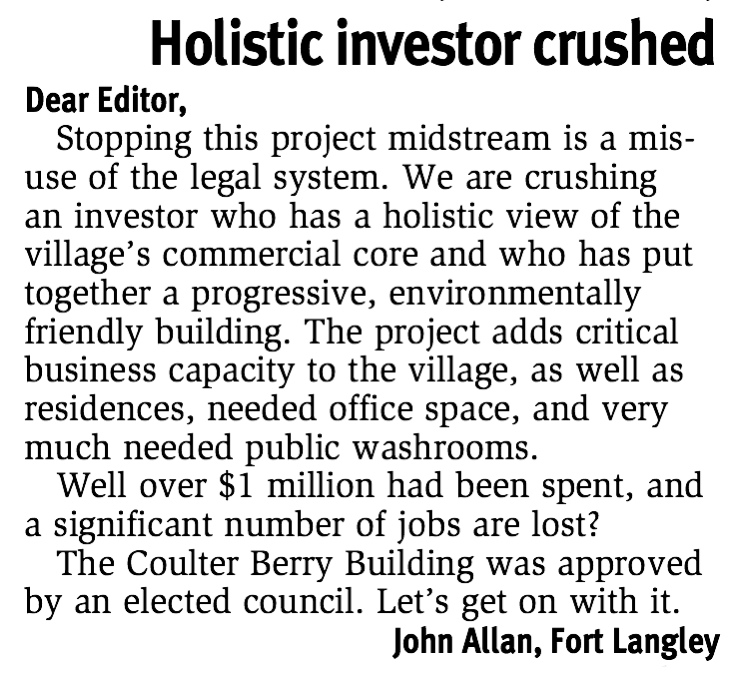 Holistic investor crushed
Dear Editor,
Stopping this project midstream is a mis-
use of the legal system. We are crushing
an investor who has a holistic view of the
village's commercial core and who has put
together a progressive, environmentally
friendly building. The project adds critical
business capacity to the village, as well as
residences, needed office space, and very
much needed public washrooms.
Well over $1 million had been spent, and
a significant number of jobs are lost?
The Coulter Berry Building was approved
by an elected council. Let's get on with it.
John Allan, Fort Langley